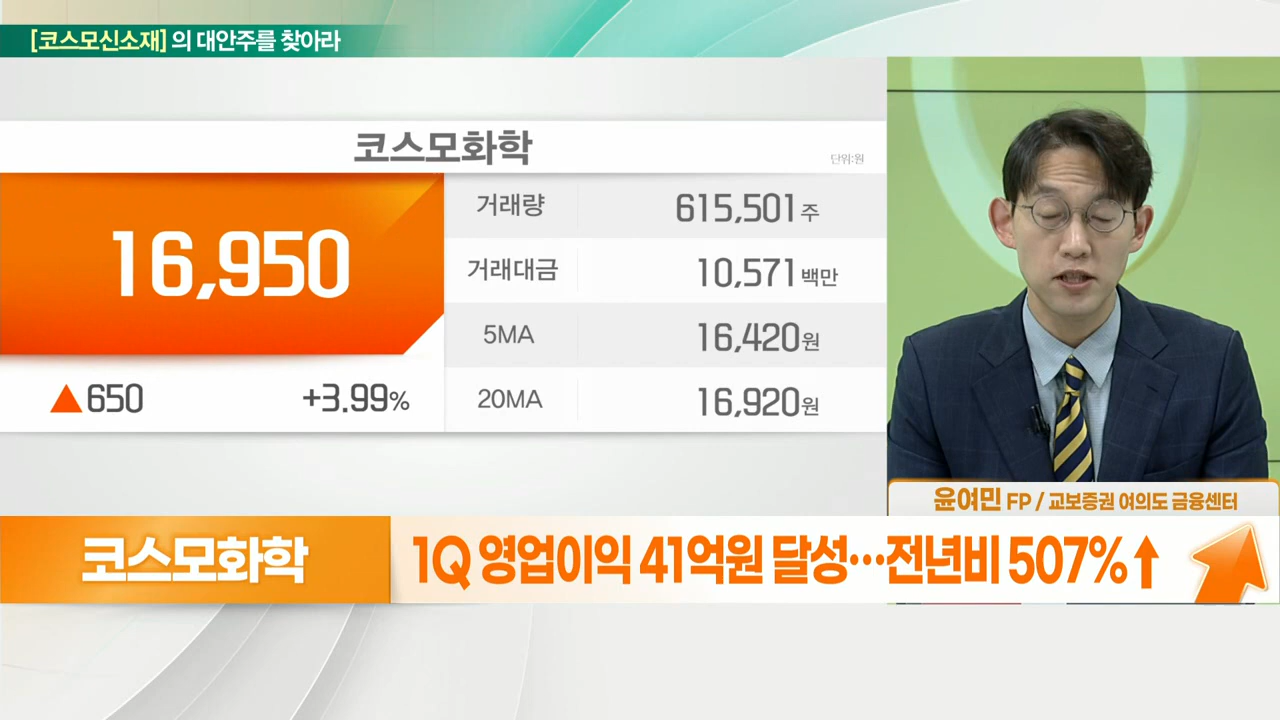 [코스모신소재]의 대안주를 찾아라
코스모화학
단위:원
16,950
▲650 +3.99%
거래량 615,501주
거래대금 10,571백만
5MA 16,420원
20MA 16,920원
윤여민 FP / 교보증권 여의도 금융센터
코스모화학
1Q 영업이익 41억원 달성…전년비 507%↑